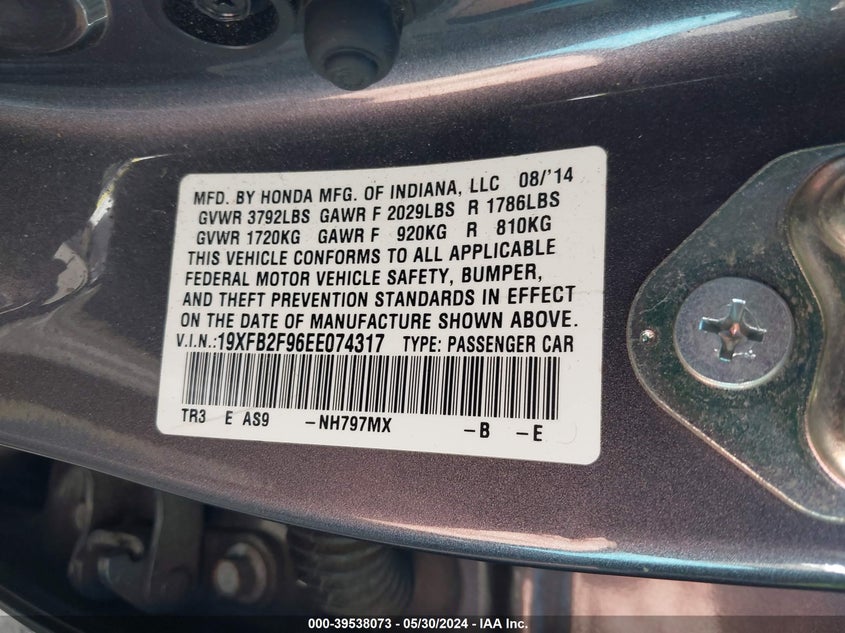 MFD. BY HONDA MFG. OF INDIANA, LLC 08/'14
GVWR 3792LBS GAWR F 2029LBS R 1786LBS
GVWR 1720KG GAWR F 920KG R 810KG
THIS VEHICLE CONFORMS TO ALL APPLICABLE
FEDERAL MOTOR VEHICLE SAFETY, BUMPER,
AND THEFT PREVENTION STANDARDS IN EFFECT
ON THE DATE OF MANUFACTURE SHOWN ABOVE.
V.I.N.:19XFB2F96EE074317 TYPE: PASSENGER CAR
TR3 E AS9 -NH797MX -B -E
000-39538073 - 05/30/2024 - IAA Inc.